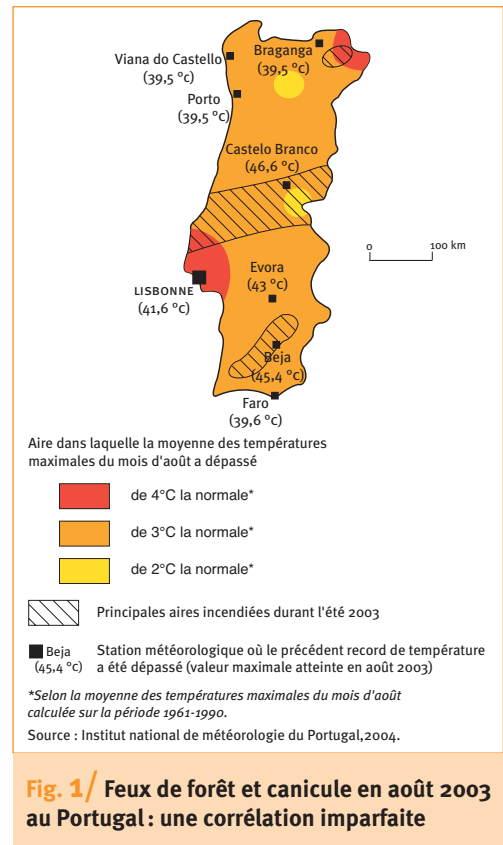 Braganga
(39,5 °c)
Viana do Castello
(39,5 °c)
Porto
(39,5 °c)
Castelo Branco
(46,6 °c)
0 100 km
Evora
(43 °c)
LISBONNE
(41,6 °c)
Beja
(45,4 °c)
Faro
(39,6 °c)
Aire dans laquelle la moyenne des températures
maximales du mois d'août a dépassé
de 4°C la normale*
de 3°C la normale*
de 2°C la normale*
Principales aires incendiées durant l'été 2003
Beja
(45,4 °c)
Station météorologique où le précédent record de température
a été dépassé (valeur maximale atteinte en août 2003)
*Selon la moyenne des températures maximales du mois d'août
calculée sur la période 1961-1990.
Source : Institut national de météorologie du Portugal,2004.
Fig. 1/ Feux de forêt et canicule en août 2003
au Portugal : une corrélation imparfaite